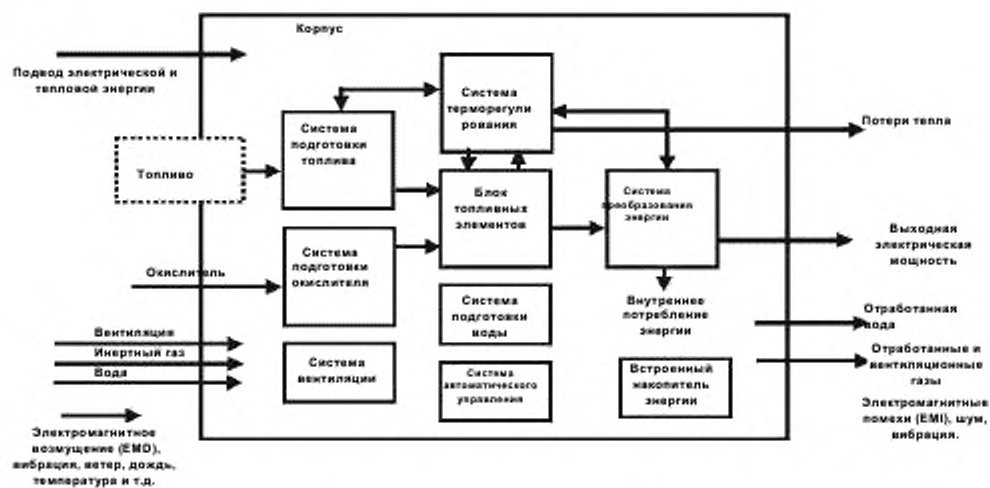 Корпус
Подвод электрической и
тепловой энергии
Топливо
Окислитель
Вентиляция
Инертный газ
Вода
Электромагнитное
возмущение (EMD),
вибрация, ветер, дождь,
температура и т.д.
Система
подготовки
топлива
Система
подготовки
окислителя
Система
вентиляции
Система
терморегули
рования
Блок
топливных
элементов
Система
подготовки
воды
Система
автоматического
управления
Система
преобразования
энергии
Внутреннее
потребление
энергии
Встроенный
накопитель
энергии
Потери тепла
Выходная
электрическая
мощность
Отработанная
вода
Отработанные и
вентиляционные
газы
Электромагнитные
помехи (EMI), шум,
вибрация.